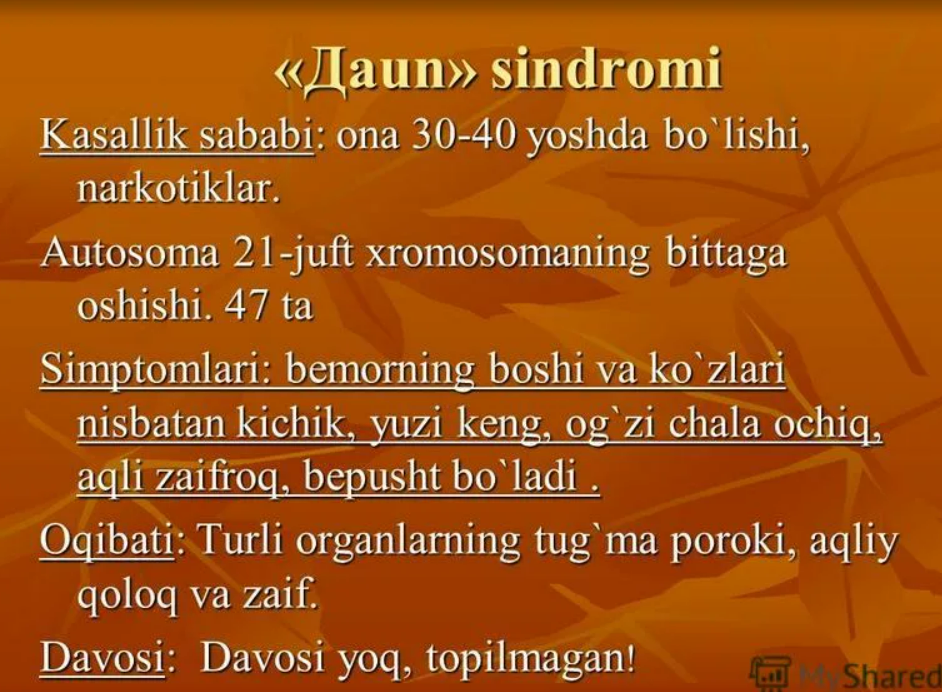 «Даun» sindromi
Kasallik sababi: ona 30-40 yoshda bo`lishi,
narkotiklar.
Autosoma 21-juft xromosomaning bittaga
oshishi. 47 ta
Simptomlari: bemorning boshi va ko`zlari
nisbatan kichik, yuzi keng, og`zi chala ochiq,
aqli zaifroq, bepusht bo`ladi .
Oqibati: Turli organlarning tug`ma poroki, aqliy
qoloq va zaif.
Davosi:  Davosi yoq, topilmagan!
MyShared